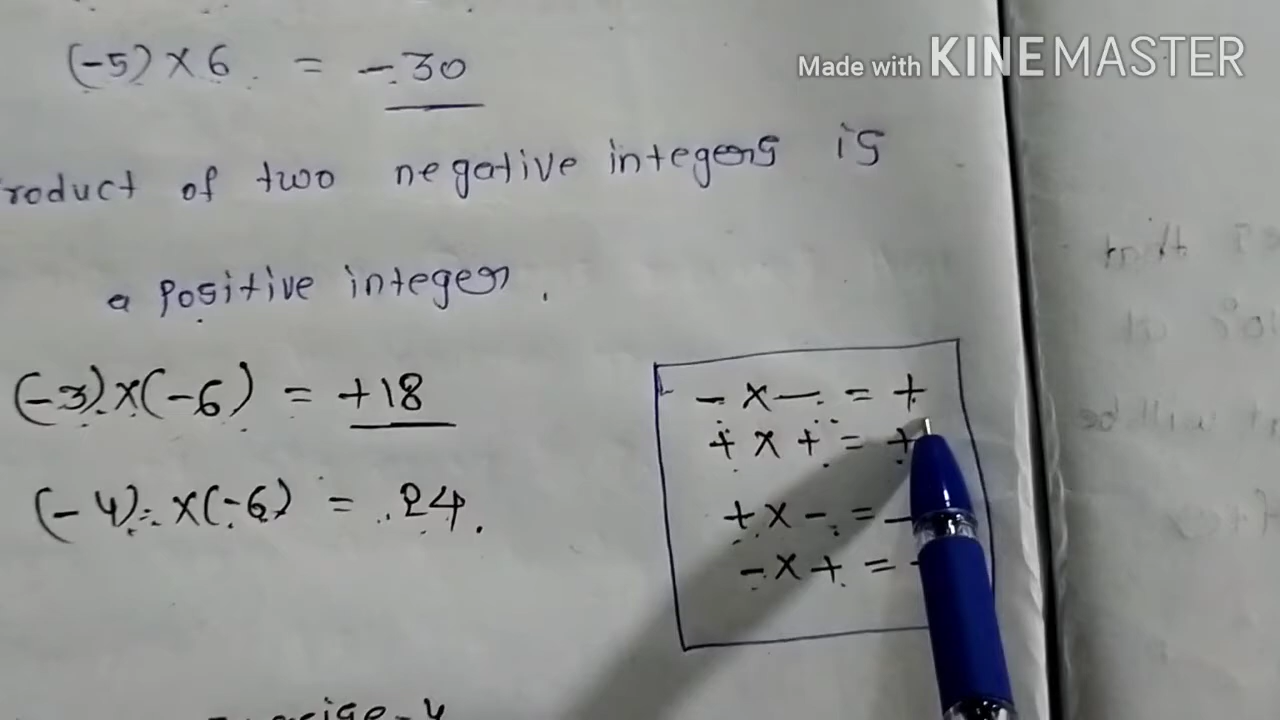 Made with KINEMASTER
(-5) × 6 = -30
roduct of two negative integers is
a positive integer.
(-3)×(-6) = +18
(-4) ×(-6) = 24.
- × - = +
+ × + = +
+ × - = -
- × + =